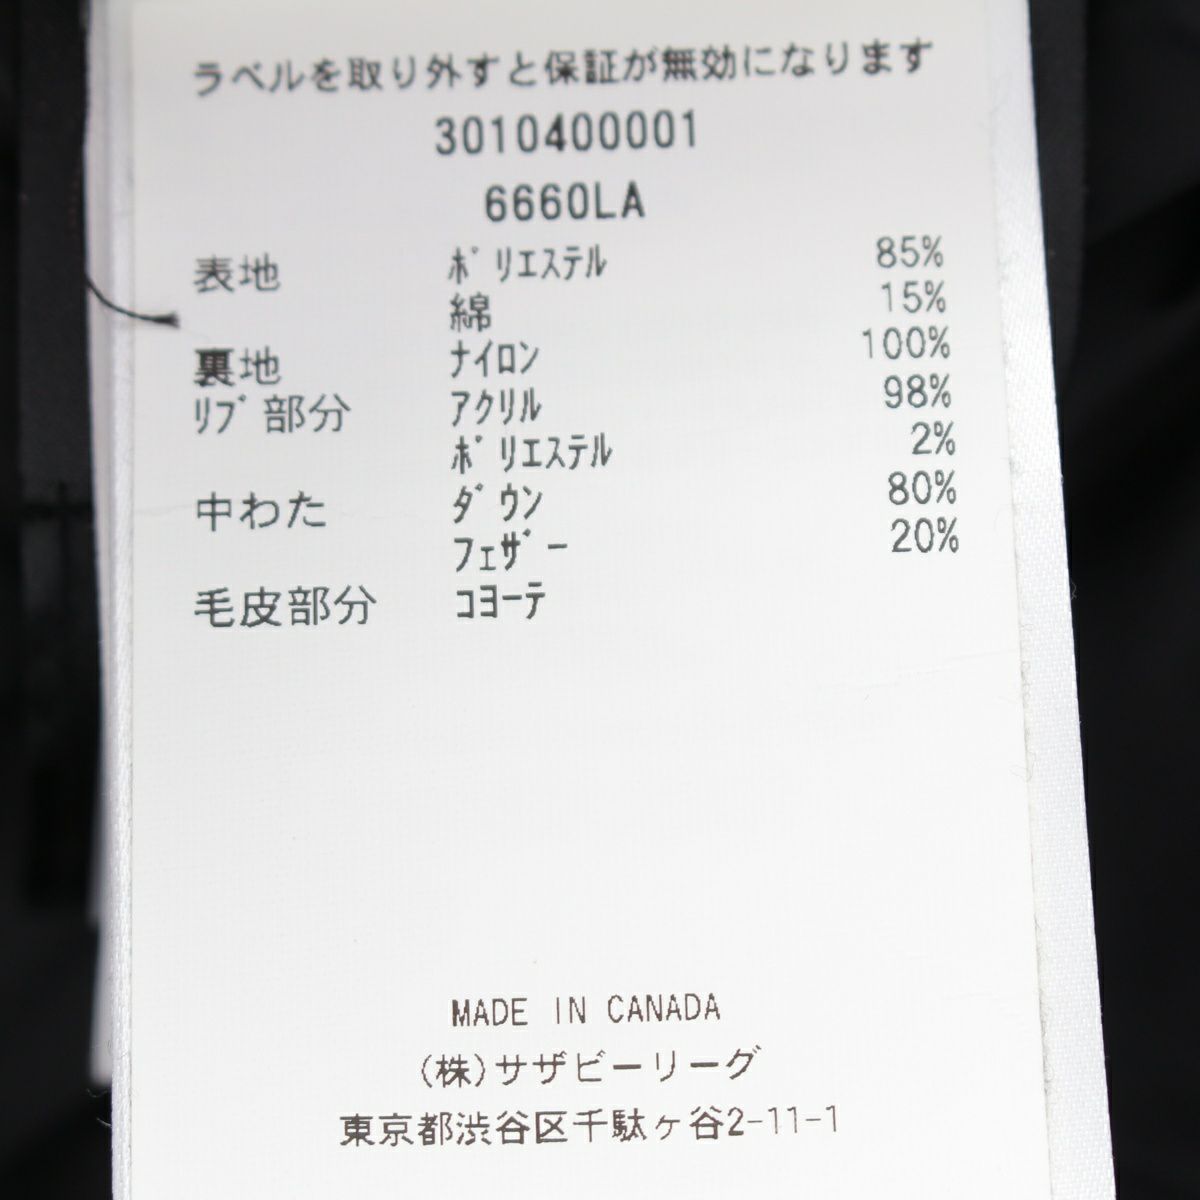 ラベルを取り外すと保証が無効になります
3010400001
6660LA
表地 ﾎﾟﾘｴｽﾃﾙ 85%
綿 15%
裏地 ﾅｲﾛﾝ 100%
ﾘﾌﾞ部分 ｱｸﾘﾙ 98%
ﾎﾟﾘｴｽﾃﾙ 2%
中わた ﾀﾞｳﾝ 80%
ﾌｪｻﾞｰ 20%
毛皮部分 ｺﾖｰﾃ
MADE IN CANADA
(株)サザビーリーグ
東京都渋谷区千駄ヶ谷2-11-1